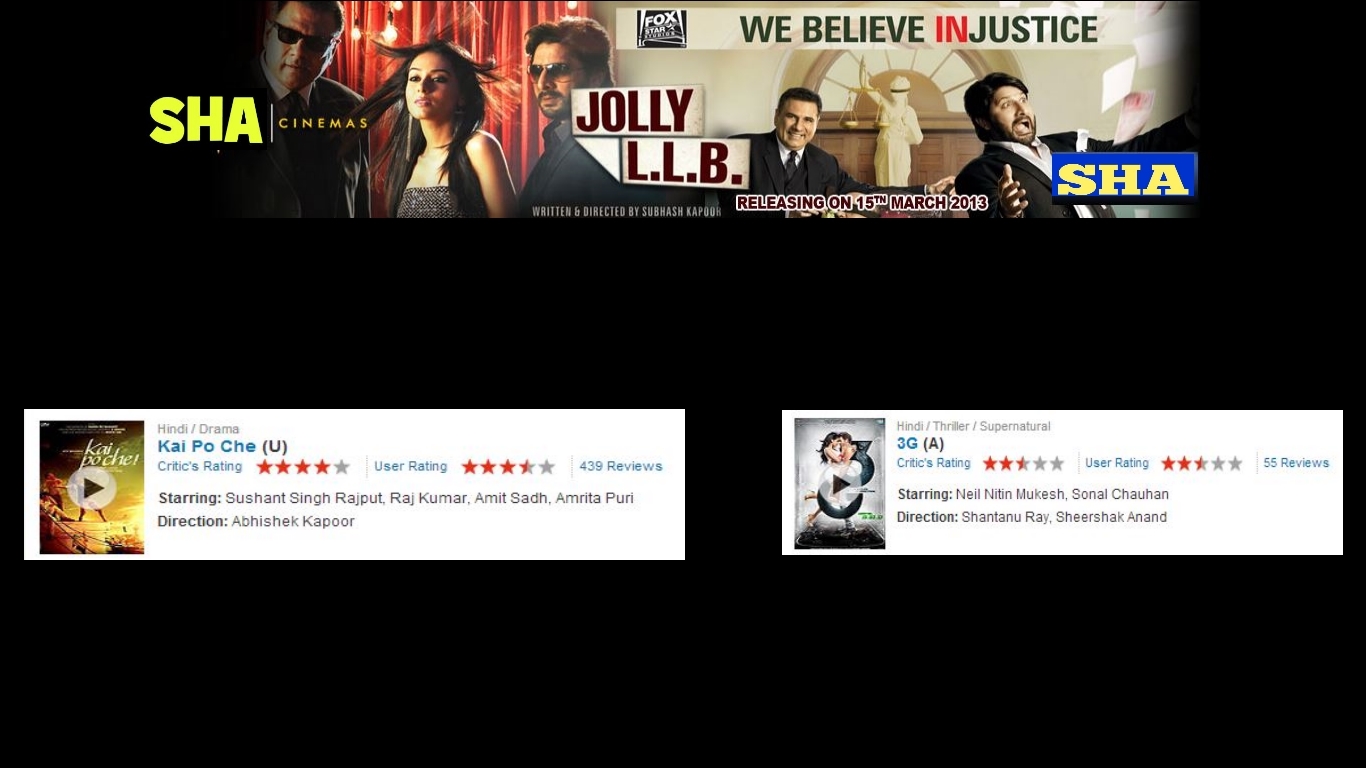 FOX
STAR
STUDIOS
WE BELIEVE INJUSTICE
SHA
CINEMAS
JOLLY
L.L.B.
SHA
RELEASING ON 15TH MARCH 2013
WRITTEN & DIRECTED BY SUBHASH KAPOOR
Hindi / Drama
Kai Po Che (U)
Critic's Rating
User Rating
439 Reviews
Starring: Sushant Singh Rajput, Raj Kumar, Amit Sadh, Amrita Puri
Direction: Abhishek Kapoor
Kai
po che!
Hindi / Thriller / Supernatural
3G (A)
Critic's Rating
User Rating
55 Reviews
Starring: Neil Nitin Mukesh, Sonal Chauhan
Direction: Shantanu Ray, Sheershak Anand
3